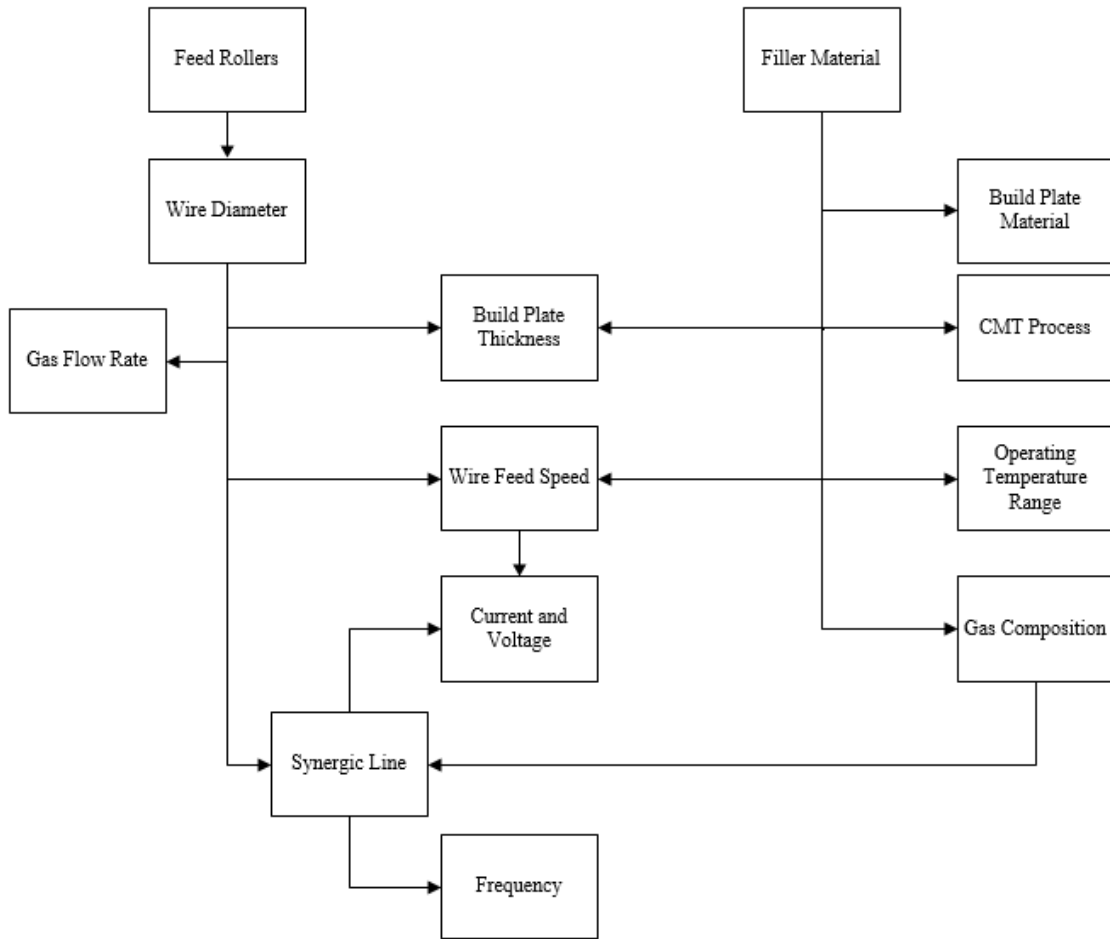 Feed Rollers
Filler Material
Wire Diameter
Build Plate
Material
Build Plate
Thickness
CMT Process
Gas Flow Rate
Wire Feed Speed
Operating
Temperature
Range
Current and
Voltage
Gas Composition
Synergic Line
Frequency